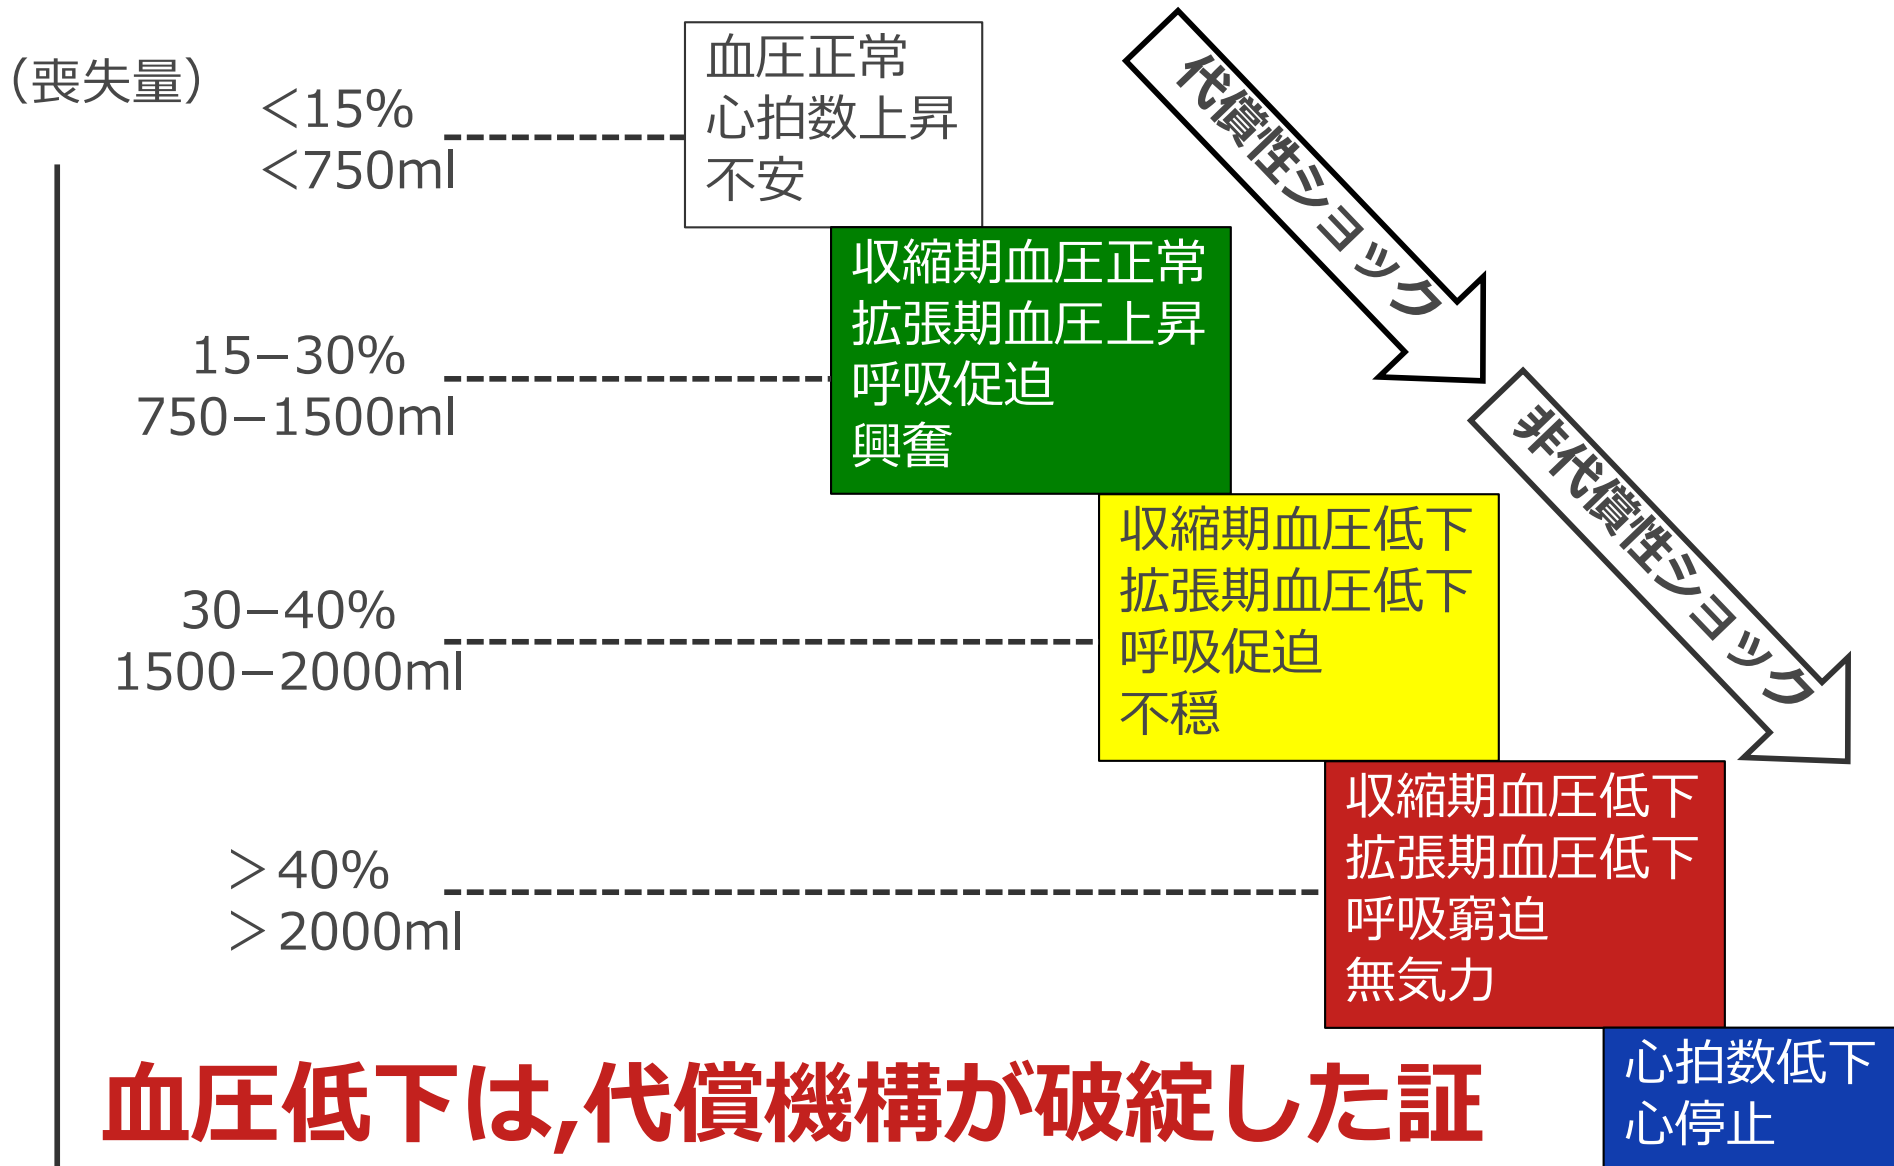 （喪失量）
＜15%
＜750ml
血圧正常
心拍数上昇
不安
代償性ショック
15−30%
750−1500ml
収縮期血圧正常
拡張期血圧上昇
呼吸促迫
興奮
非代償性ショック
30−40%
1500−2000ml
収縮期血圧低下
拡張期血圧低下
呼吸促迫
不穏
＞40%
＞2000ml
収縮期血圧低下
拡張期血圧低下
呼吸窮迫
無気力
血圧低下は,代償機構が破綻した証
心拍数低下
心停止